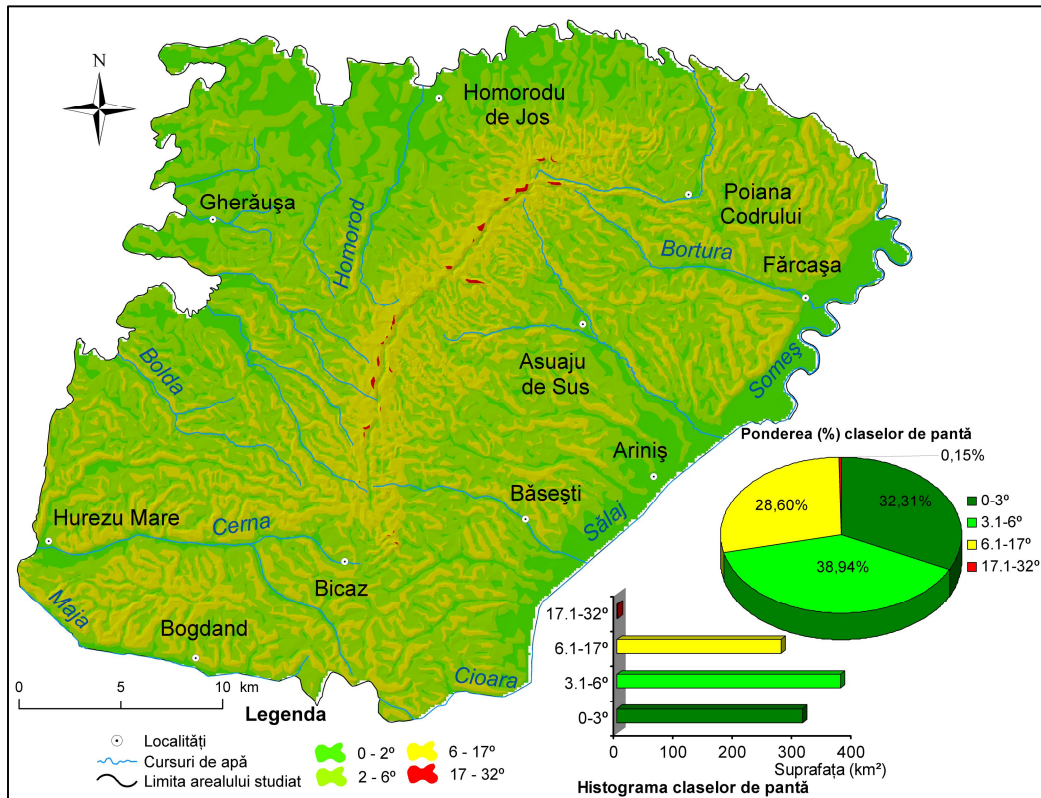 N
Homorodu
de Jos
Gherăuşa
Homorod
Poiana
Codrului
Bortura
Fărcaşa
Bolda
Asuaju
de Sus
Someş
Ariniş
Băseşti
Sălaj
Hurezu Mare
Cerna
Bicaz
Maja
Bogdand
Cioara
0 5 10 km
Legenda
Localităţi
Cursuri de apă
Limita arealului studiat
0 - 2º
2 - 6º
6 - 17º
17 - 32º
Ponderea (%) claselor de pantă
0,15%
32,31%
28,60%
38,94%
0-3º
3.1-6º
6.1-17º
17.1-32º
17.1-32º
6.1-17º
3.1-6º
0-3º
0 100 200 300 400
Suprafaţa (km²)
Histograma claselor de pantă